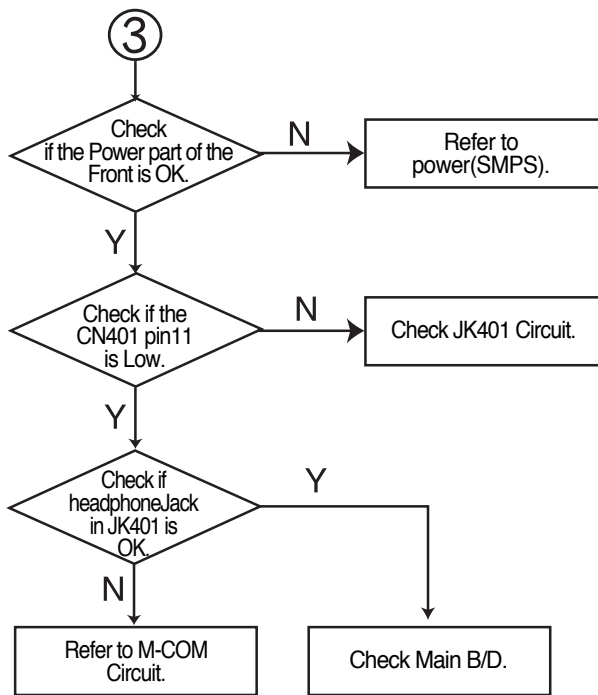 3
Check
if the Power part of the
Front is OK.
N
Refer to
power(SMPS).
Y
Check if the
CN401 pin11
is Low.
N
Check JK401 Circuit.
Y
Check if
headphoneJack
in JK401 is
OK.
Y
N
Refer to M-COM
Circuit.
Check Main B/D.